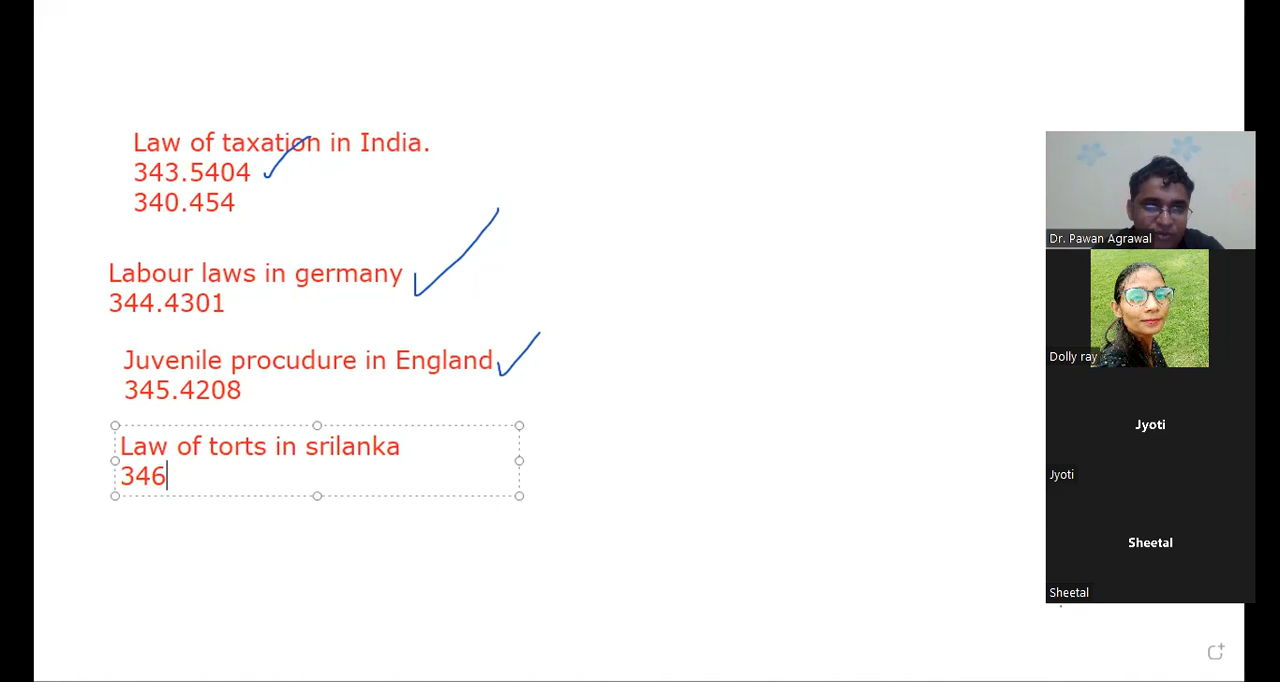 Law of taxation in India.
343.5404
340.454
Labour laws in germany
344.4301
Juvenile procudure in England
345.4208
Law of torts in srilanka
346
Dr. Pawan Agrawal
Dolly ray
Jyoti
Jyoti
Sheetal
Sheetal